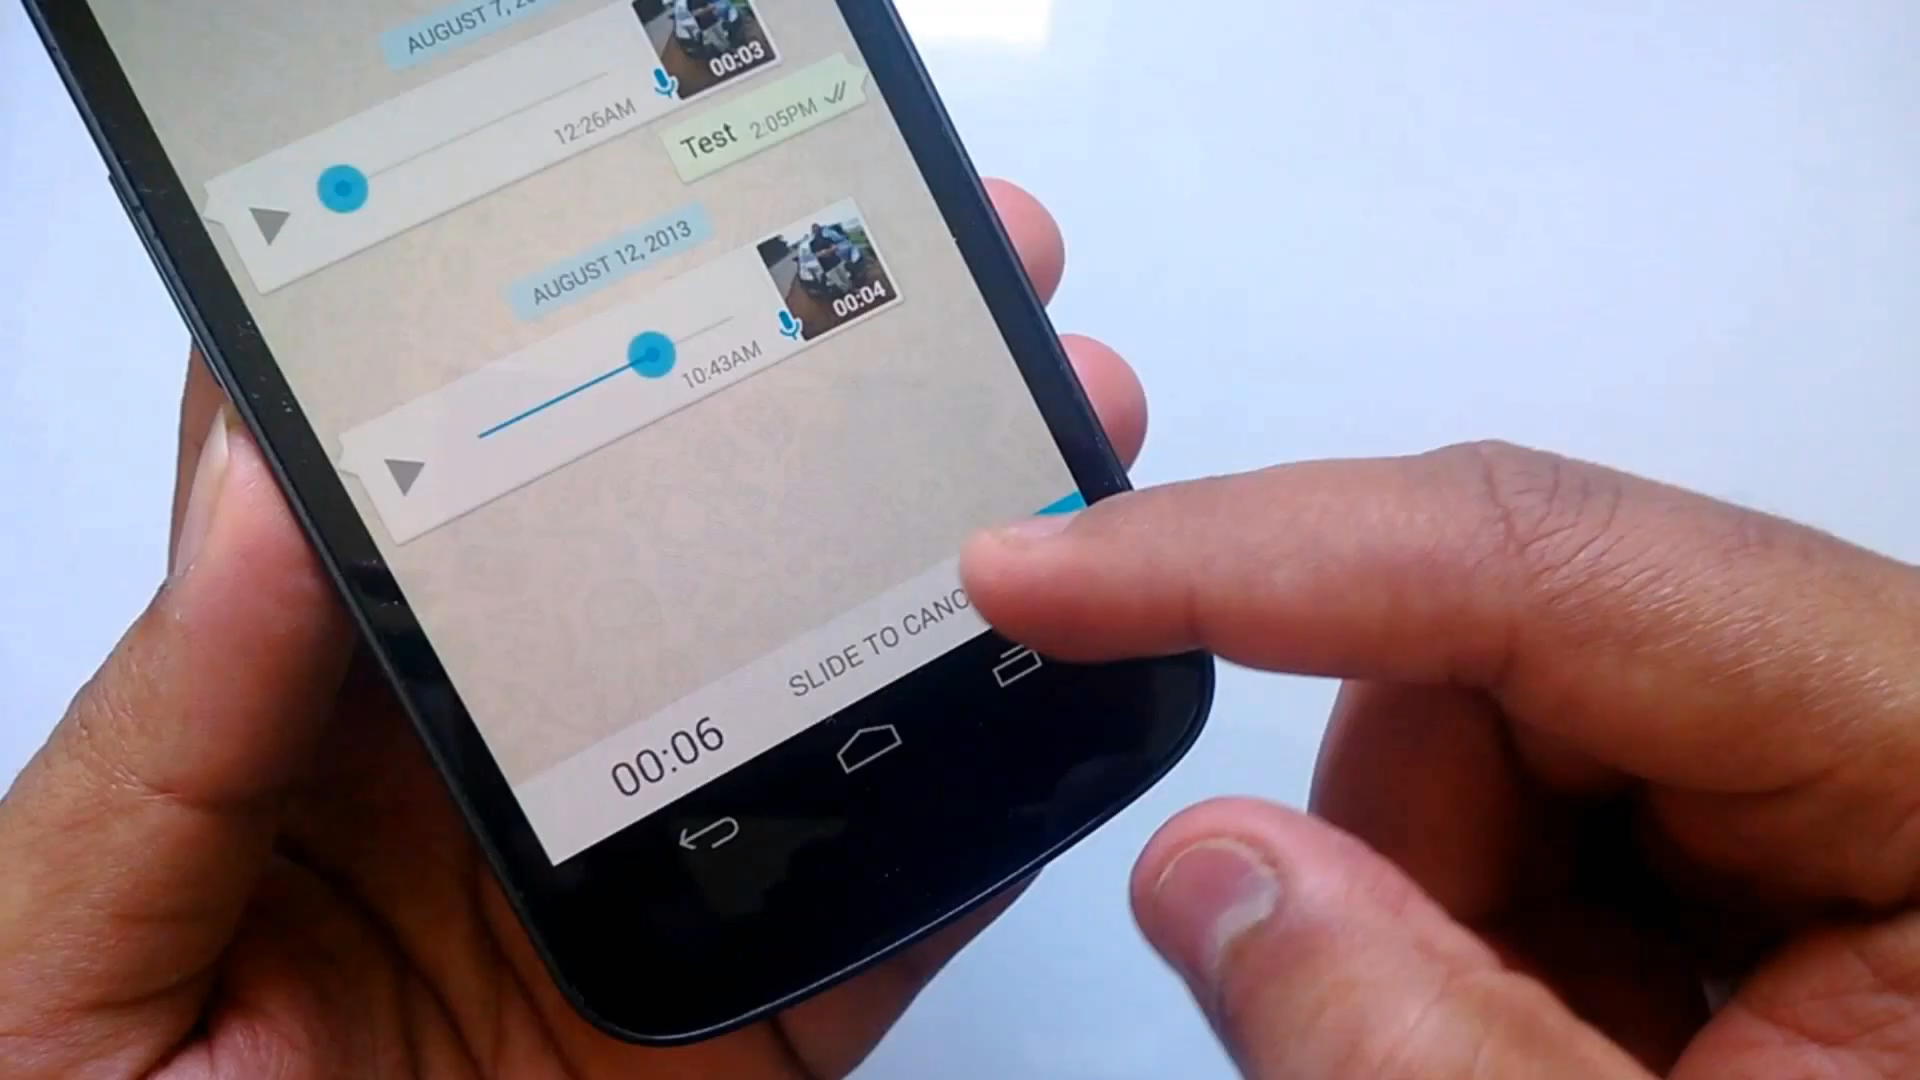 AUGUST 7,
00:03
12:26AM
Test 2:05PM
AUGUST 12, 2013
00:04
10:43AM
SLIDE TO
00:06